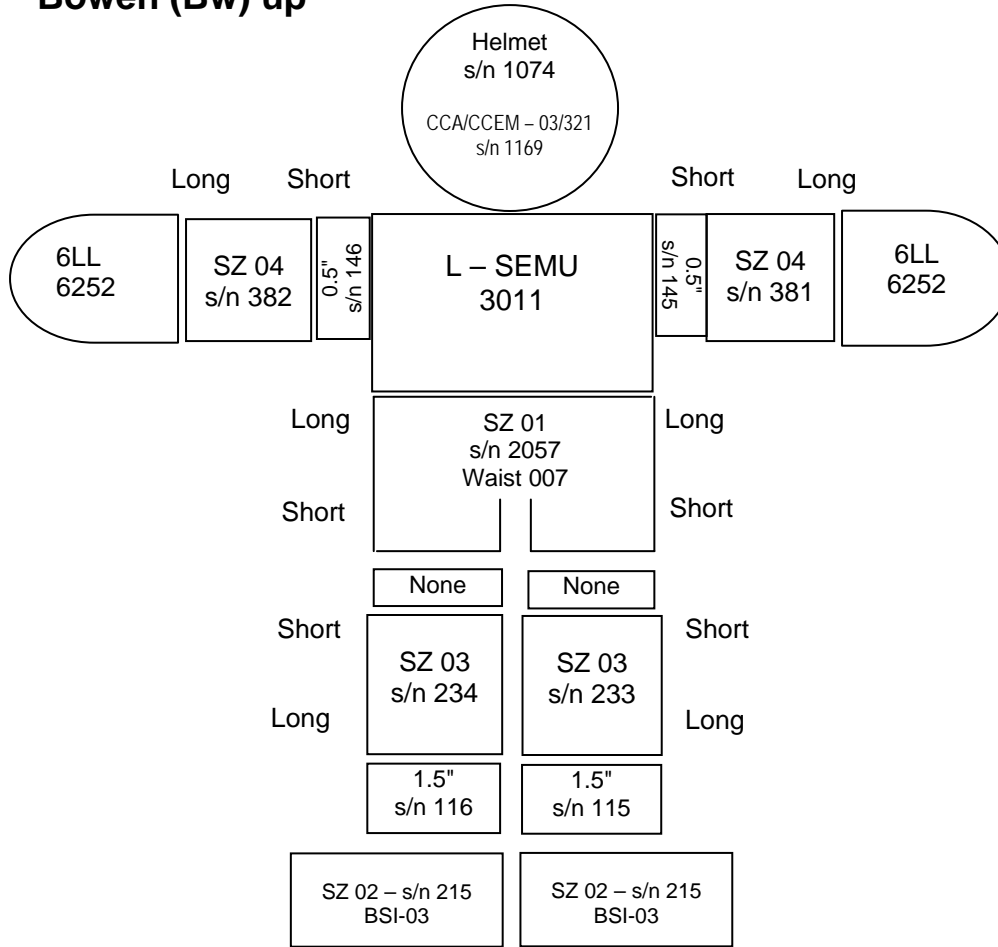 Bowen (Bw) up
Helmet
s/n 1074
CCA/CCEM – 03/321
s/n 1169
Long Short
Short Long
6LL
6252
SZ 04
s/n 382
0.5"
s/n 146
L – SEMU
3011
0.5"
s/n 145
SZ 04
s/n 381
6LL
6252
Long
SZ 01
s/n 2057
Waist 007
Long
Short
Short
None
None
Short
SZ 03
s/n 234
SZ 03
s/n 233
Short
Long
Long
1.5"
s/n 116
1.5"
s/n 115
SZ 02 – s/n 215
BSI-03
SZ 02 – s/n 215
BSI-03